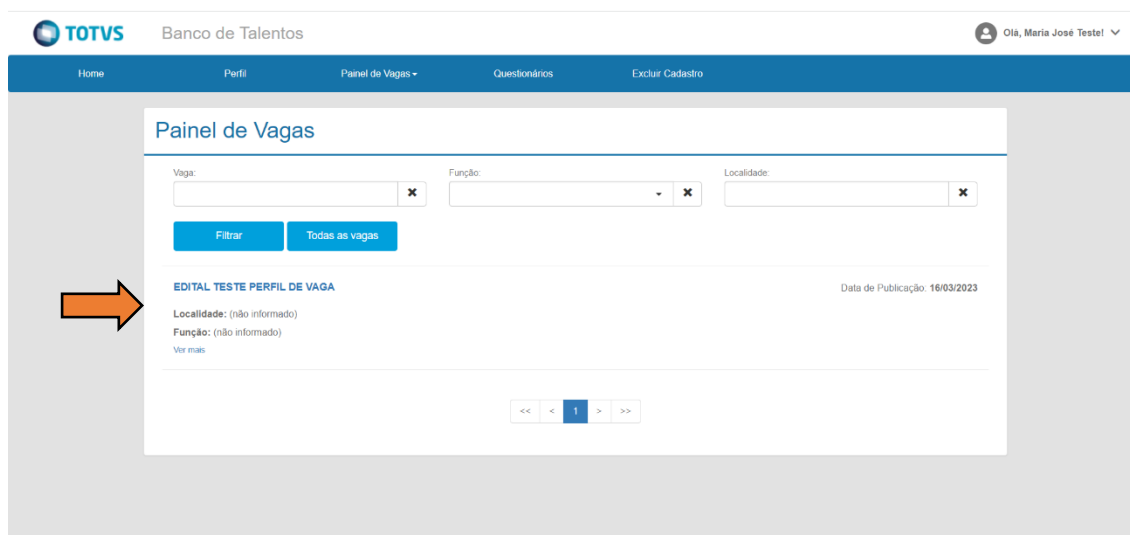 TOTVS Banco de Talentos Olá, Maria José Teste!
Home Perfil Painel de Vagas Questionários Excluir Cadastro
Painel de Vagas
Vaga: Função: Localidade:
Filtrar Todas as vagas
EDITAL TESTE PERFIL DE VAGA Data de Publicação: 16/03/2023
Localidade: (não informado)
Função: (não informado)
Ver mais
<< < 1 > >>